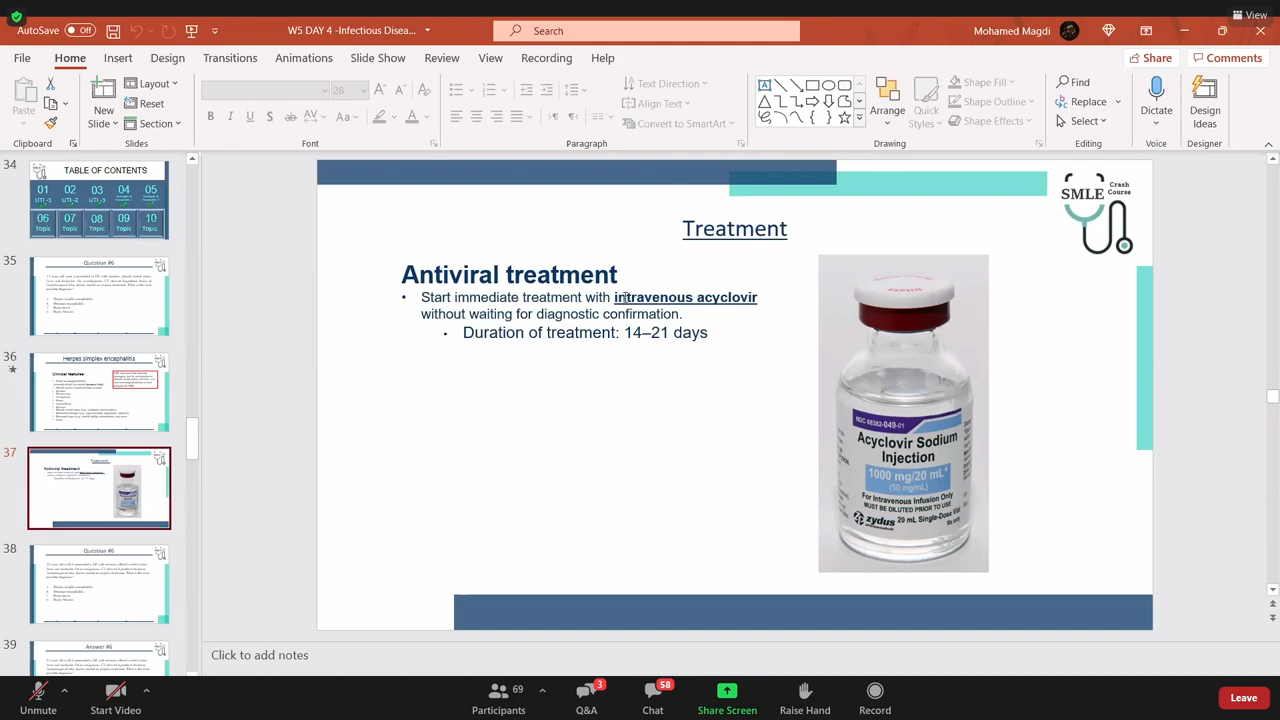 View
AutoSave Off
W5 DAY 4 -Infectious Disea...
Search
Mohamed Magdi
File Home Insert Design Transitions Animations Slide Show Review View Recording Help
Share Comments
Paste
New Slide
Layout
Reset
Section
28
Text Direction
Align Text
Convert to SmartArt
Arrange
Quick Styles
Shape Fill
Shape Outline
Shape Effects
Find
Replace
Select
Dictate
Design Ideas
Clipboard Slides Font Paragraph Drawing Editing Voice Designer
34
TABLE OF CONTENTS
01 02 03 04 05
UTI -1 UTI -2 UTI -3
06 07 08 09 10
Topic Topic Topic Topic Topic
35
Question #6
36
Herpes simplex encephalitis
Clinical features:
37
Treatment
Antiviral treatment
38
Question #6
39
Answer #6
SMLE Crash Course
Treatment
Antiviral treatment
• Start immediate treatment with intravenous acyclovir
without waiting for diagnostic confirmation.
• Duration of treatment: 14–21 days
NDC 68382-049-01
Acyclovir Sodium
Injection
1000 mg/20 mL*
(50 mg/mL)
For Intravenous Infusion Only
MUST BE DILUTED PRIOR TO USE
zydus 20 mL Single-Dose Vial
Rx only
Click to add notes
Unmute
Start Video
69
Participants
3
Q&A
58
Chat
Share Screen
Raise Hand
Record
Leave